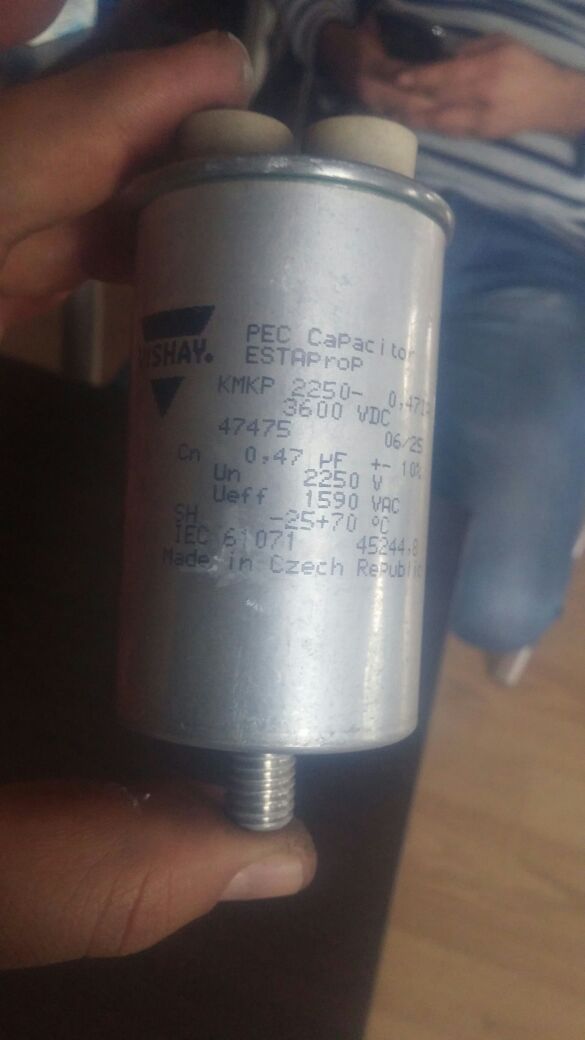 VISHAY.
PEC Capacitor
ESTAProP
KMKP 2250-
3600 VDC
47475 06/25
Cn 0,47 µF +- 10%
Un 2250 V
Ueff 1590 VAC
SH -25+70 °C
IEC 61071 45244,8
Made in Czech Republic